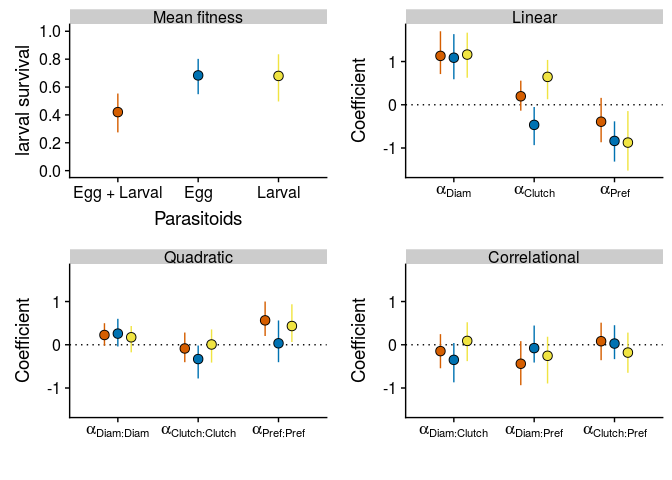 Mean fitness
larval survival
1.0
0.8
0.6
0.4
0.2
0.0
Egg + Larval Egg Larval
Parasitoids
Linear
Coefficient
1
0
-1
αDiam αClutch αPref
Quadratic
Coefficient
1
0
-1
αDiam:Diam αClutch:Clutch αPref:Pref
Correlational
Coefficient
1
0
-1
αDiam:Clutch αDiam:Pref αClutch:Pref